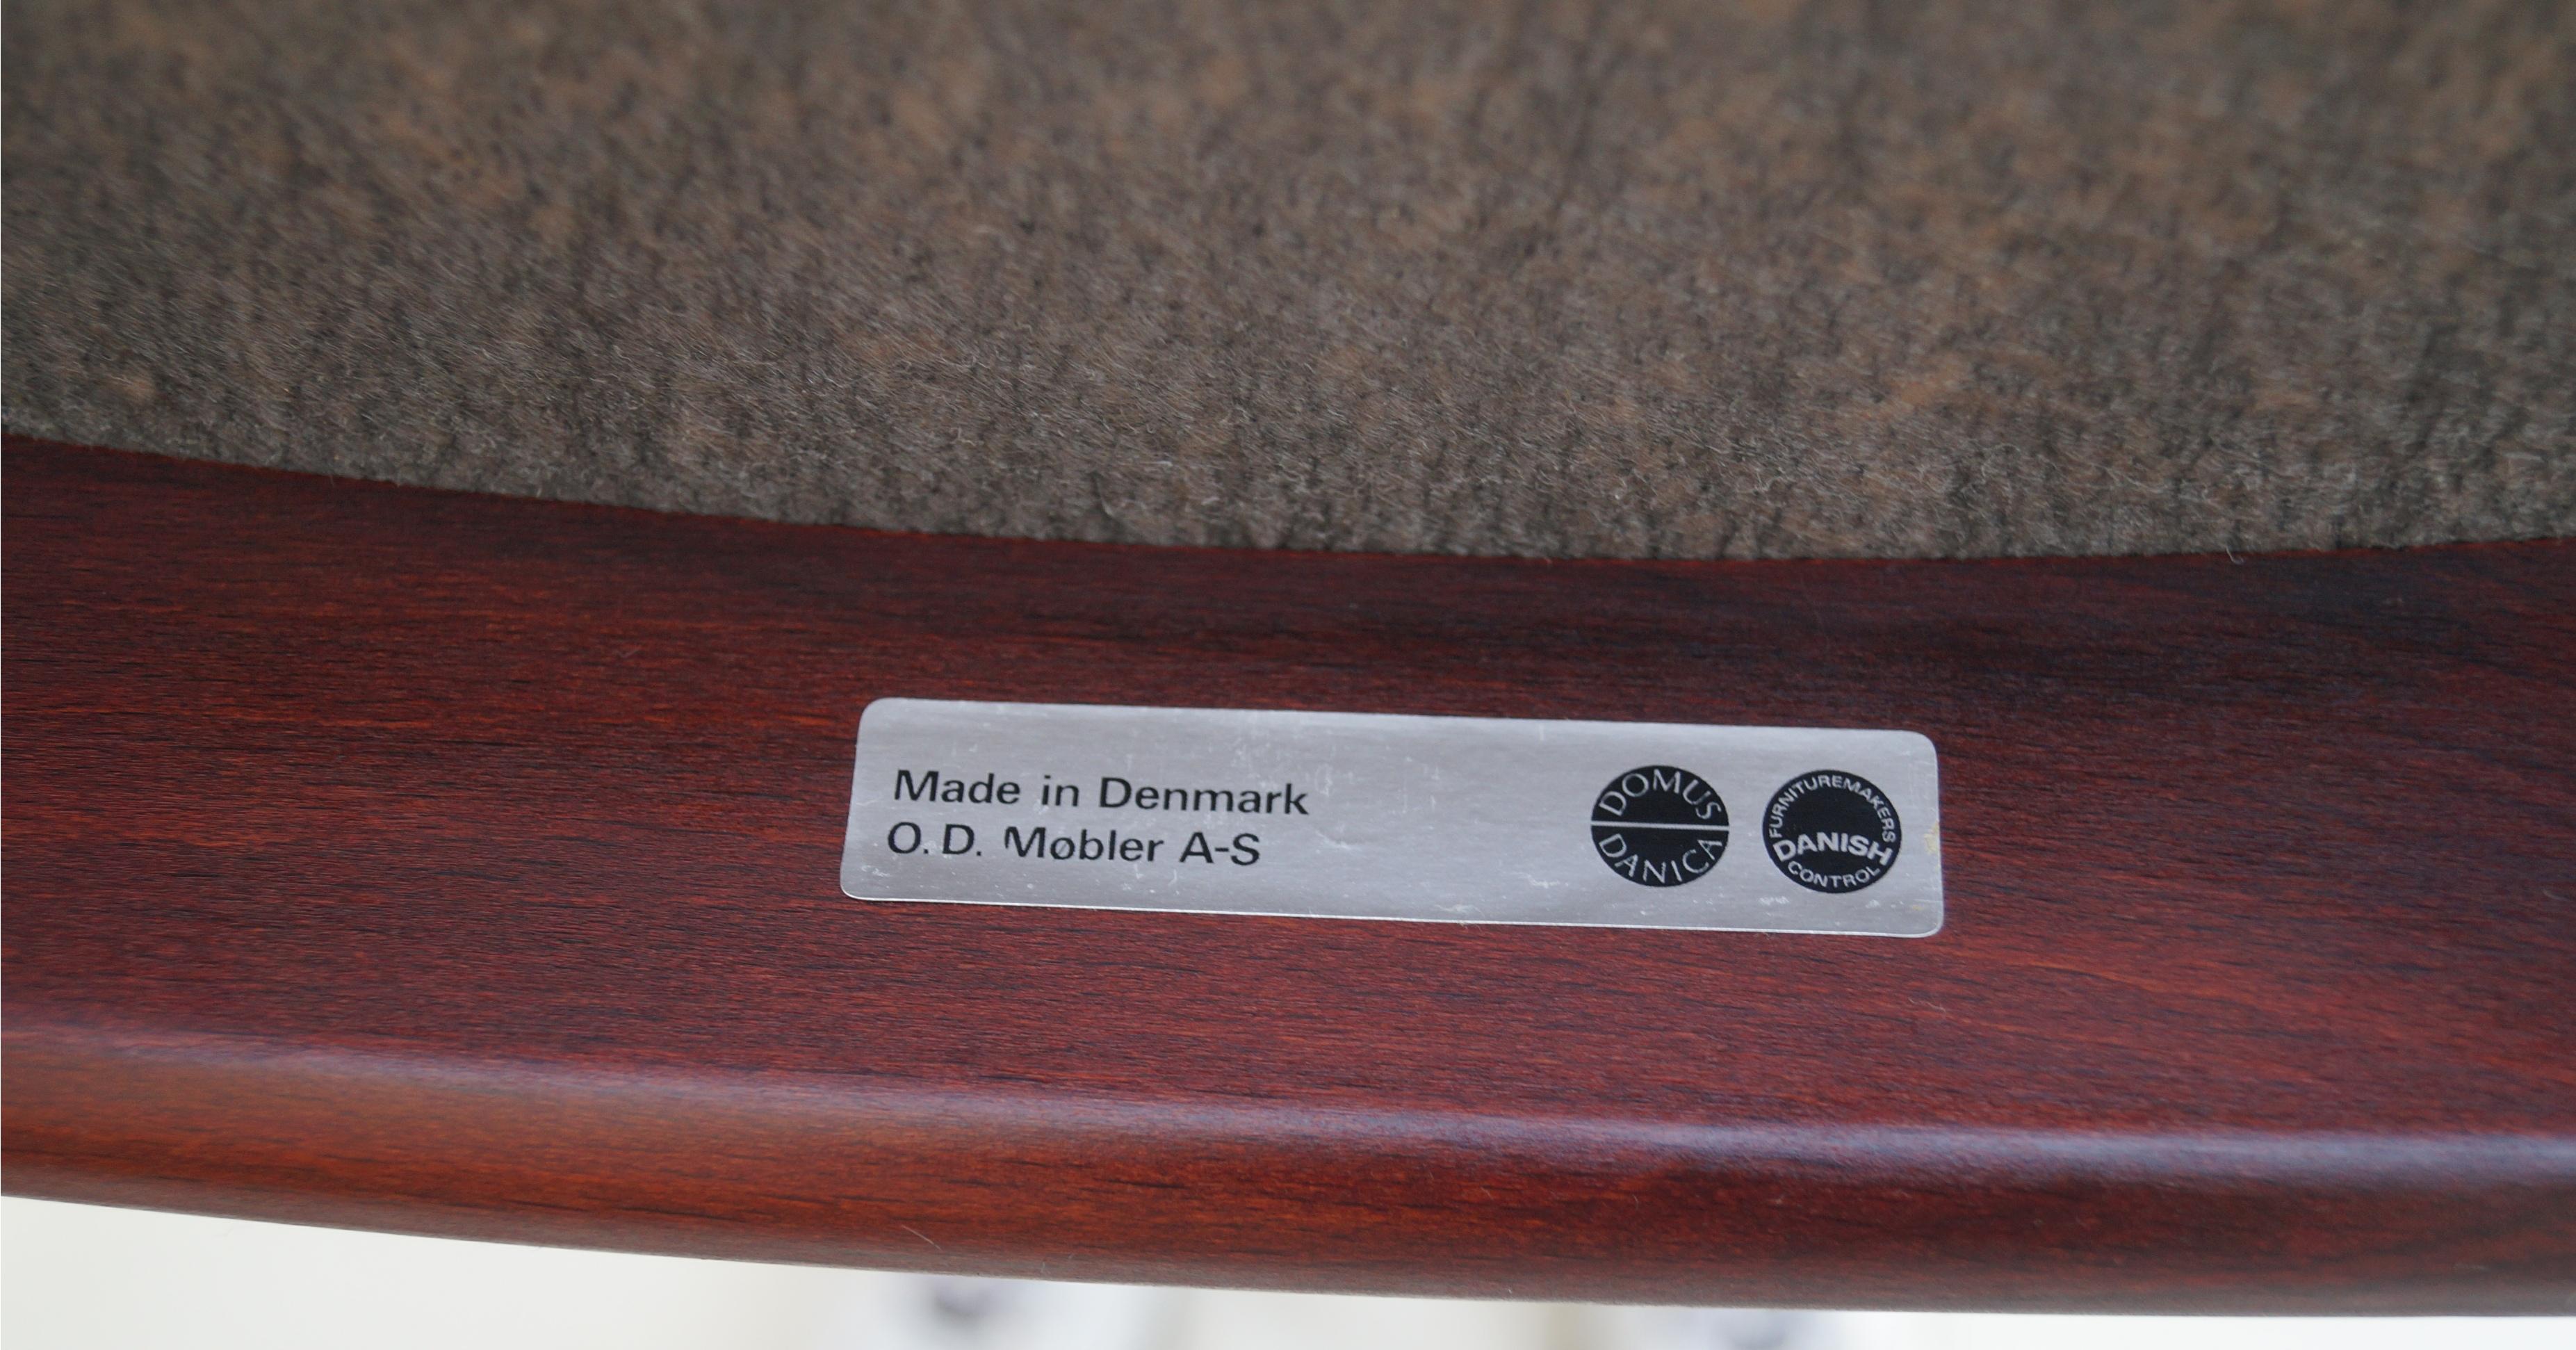 Made in Denmark
O.D. Møbler A-S
DOMUS
DANICA
FURNITUREMAKERS
DANISH
CONTROL